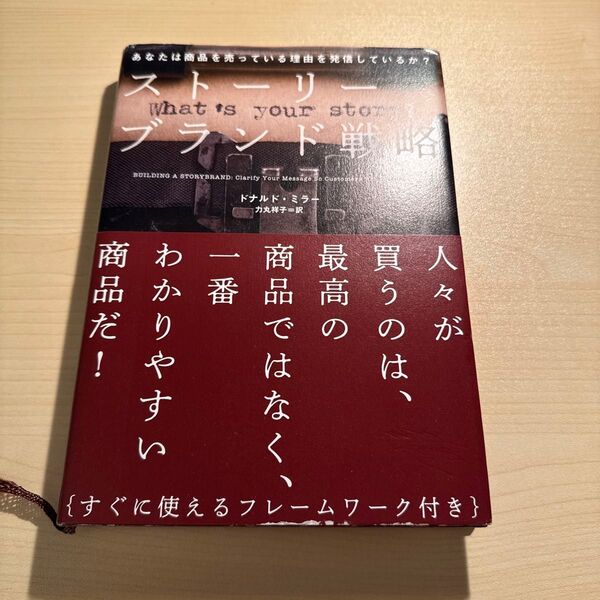 あなたは商品を売っている理由を発信しているか?
ストーリー
What's your story
ブランド戦略
BUILDING A STORYBRAND: Clarify Your Message So Customers
ドナルド・ミラー
力丸祥子=訳
人々が
買うのは、
最高の
商品ではなく、
一番
わかりやすい
商品だ!
{すぐに使えるフレームワーク付き}